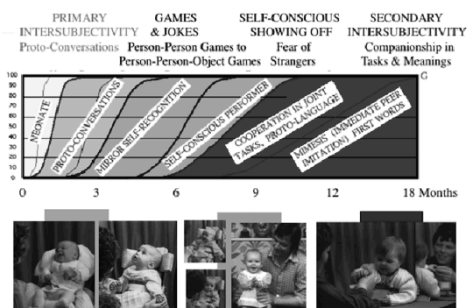 PRIMARY
INTERSUBJECTIVITY
Proto-Conversations
GAMES
& JOKES
Person-Person Games to
Person-Person-Object Games
SELF-CONSCIOUS
SHOWING OFF
Fear of
Strangers
SECONDARY
INTERSUBJECTIVITY
Companionship in
Tasks & Meanings
100
90
80
70
60
50
40
30
20
10
0
NEONATE
PROTO-CONVERSATIONS
MIRROR SELF-RECOGNITION
SELF-CONSCIOUS PERFORMER
COOPERATION IN JOINT
TASKS, PROTO-LANGUAGE
MIMESIS (IMMEDIATE PEER
IMITATION) FIRST WORDS
G
0 3 6 9 12 18 Months